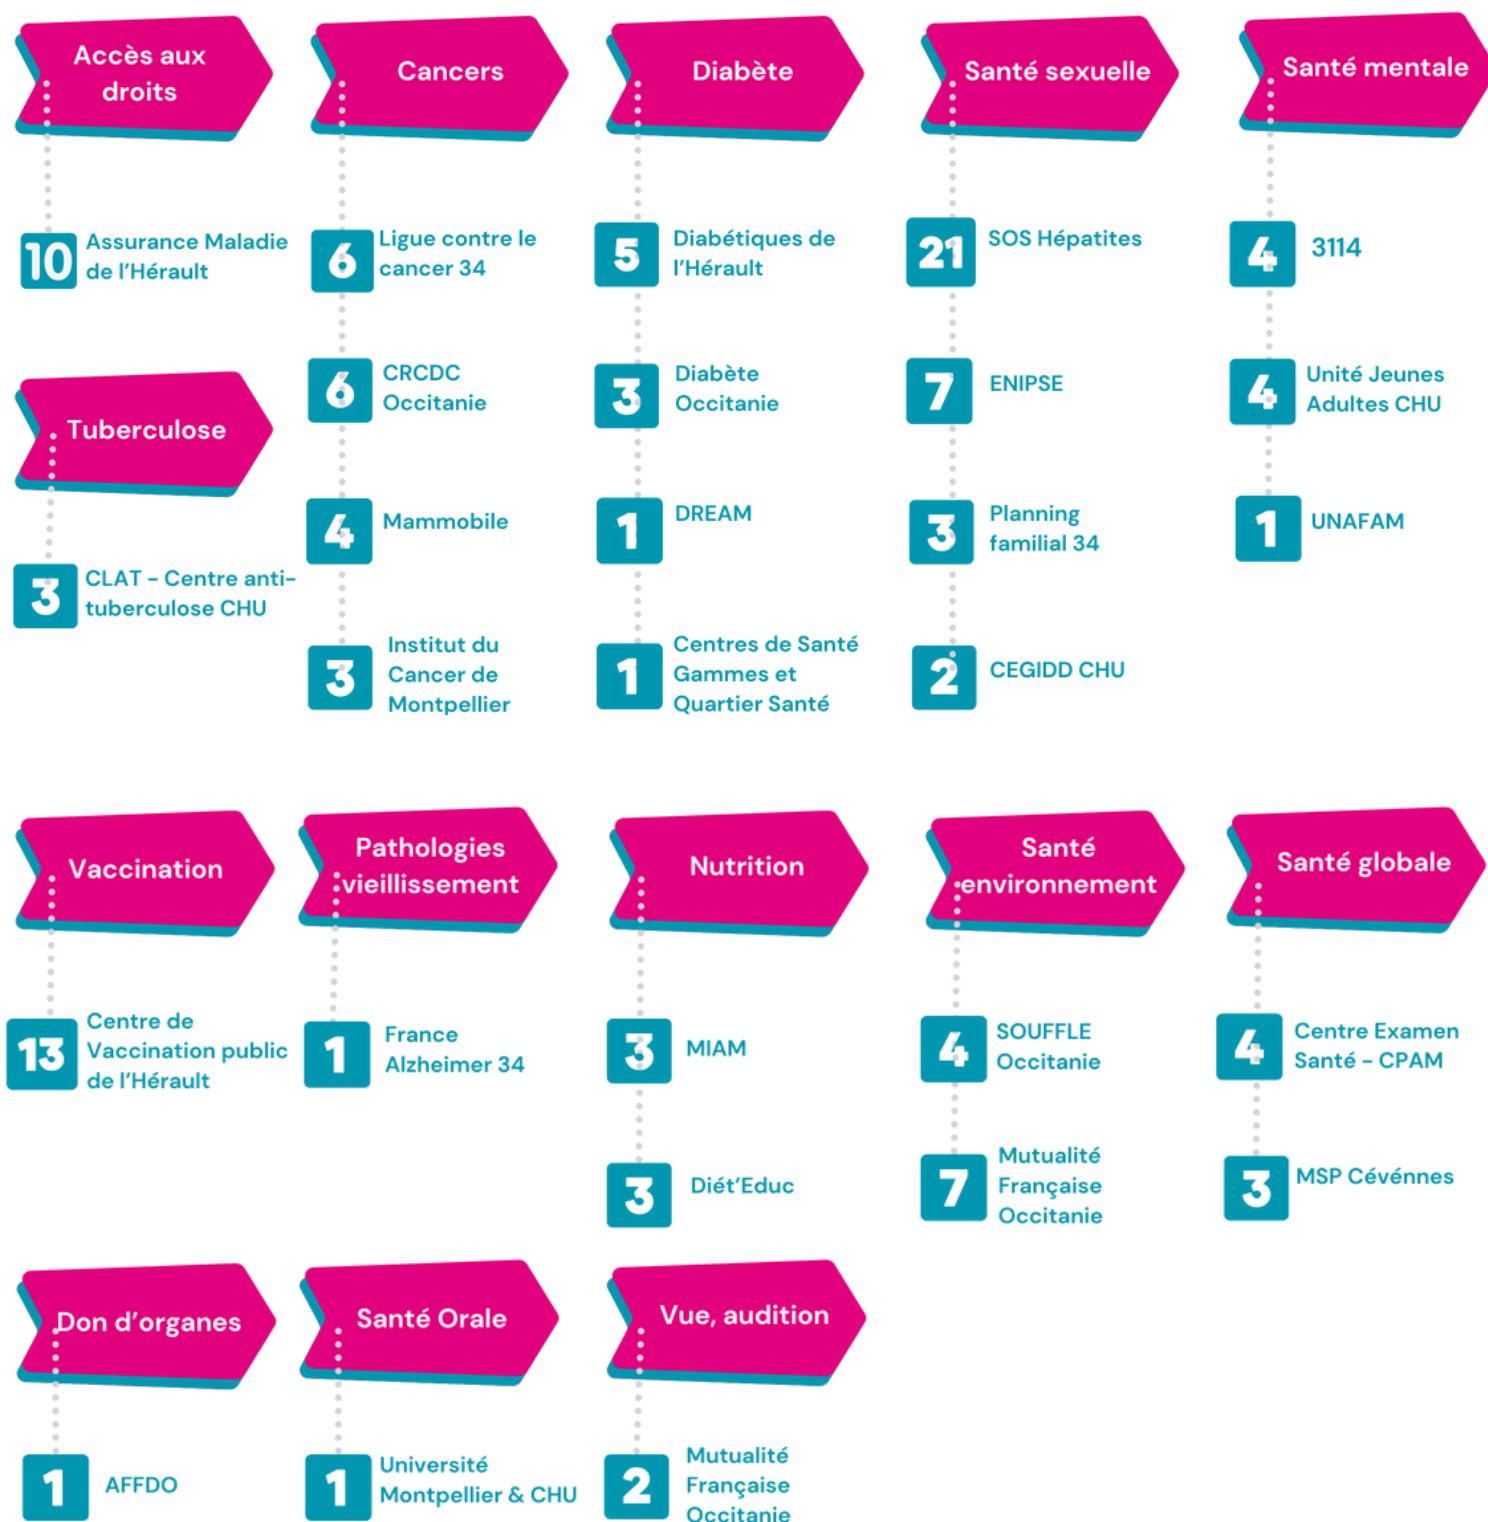 Accès aux
droits
10
Assurance Maladie
de l'Hérault
Tuberculose
3
CLAT - Centre anti-
tuberculose CHU
Cancers
6
Ligue contre le
cancer 34
6
CRCDC
Occitanie
4
Mammobile
3
Institut du
Cancer de
Montpellier
Diabète
5
Diabétiques de
l'Hérault
3
Diabète
Occitanie
1
DREAM
1
Centres de Santé
Gammes et
Quartier Santé
Santé sexuelle
21
SOS Hépatites
7
ENIPSE
3
Planning
familial 34
2
CEGIDD CHU
Santé mentale
4
3114
4
Unité Jeunes
Adultes CHU
1
UNAFAM
Vaccination
13
Centre de
Vaccination public
de l'Hérault
Pathologies
vieillissement
1
France
Alzheimer 34
Nutrition
3
MIAM
3
Diét'Educ
Santé
environnement
4
SOUFFLE
Occitanie
7
Mutualité
Française
Occitanie
Santé globale
4
Centre Examen
Santé - CPAM
3
MSP Cévénnes
Don d'organes
1
AFFDO
Santé Orale
1
Université
Montpellier & CHU
Vue, audition
2
Mutualité
Française
Occitanie